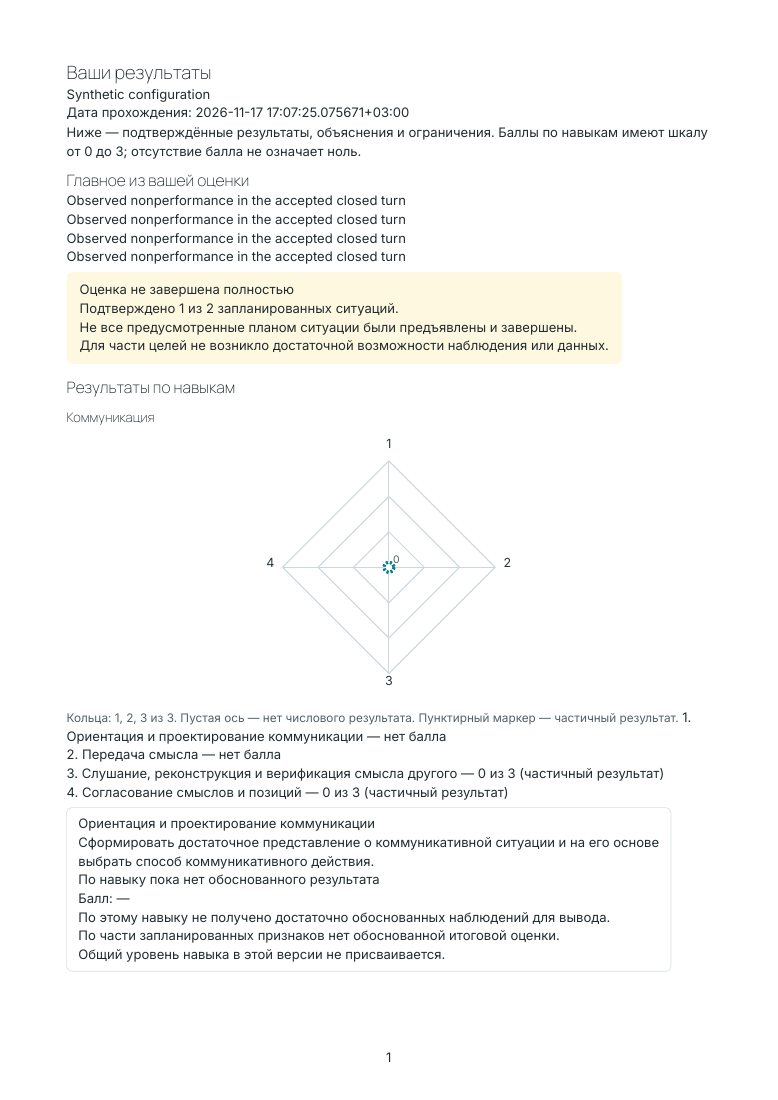 Ваши результаты
Synthetic configuration
Дата прохождения: 2026-11-17 17:07:25.075671+03:00
Ниже — подтверждённые результаты, объяснения и ограничения. Баллы по навыкам имеют шкалу
от 0 до 3; отсутствие балла не означает ноль.
Главное из вашей оценки
Observed nonperformance in the accepted closed turn
Observed nonperformance in the accepted closed turn
Observed nonperformance in the accepted closed turn
Observed nonperformance in the accepted closed turn
Оценка не завершена полностью
Подтверждено 1 из 2 запланированных ситуаций.
Не все предусмотренные планом ситуации были предъявлены и завершены.
Для части целей не возникло достаточной возможности наблюдения или данных.
Результаты по навыкам
Коммуникация
1
4
0
2
3
Кольца: 1, 2, 3 из 3. Пустая ось — нет числового результата. Пунктирный маркер — частичный результат. 1.
Ориентация и проектирование коммуникации — нет балла
2. Передача смысла — нет балла
3. Слушание, реконструкция и верификация смысла другого — 0 из 3 (частичный результат)
4. Согласование смыслов и позиций — 0 из 3 (частичный результат)
Ориентация и проектирование коммуникации
Сформировать достаточное представление о коммуникативной ситуации и на его основе
выбрать способ коммуникативного действия.
По навыку пока нет обоснованного результата
Балл: —
По этому навыку не получено достаточно обоснованных наблюдений для вывода.
По части запланированных признаков нет обоснованной итоговой оценки.
Общий уровень навыка в этой версии не присваивается.
1